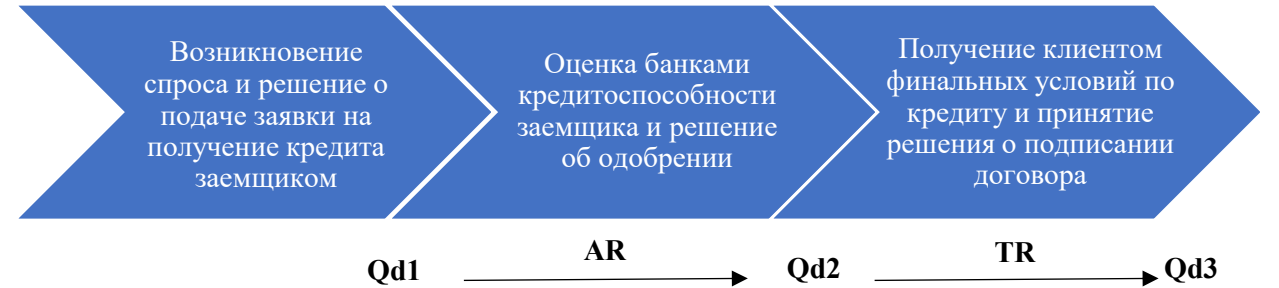 Возникновение
спроса и решение о
подаче заявки на
получение кредита
заемщиком
Оценка банками
кредитоспособности
заемщика и решение
об одобрении
Получение клиентом
финальных условий по
кредиту и принятие
решения о подписании
договора
Qd1
AR
Qd2
TR
Qd3